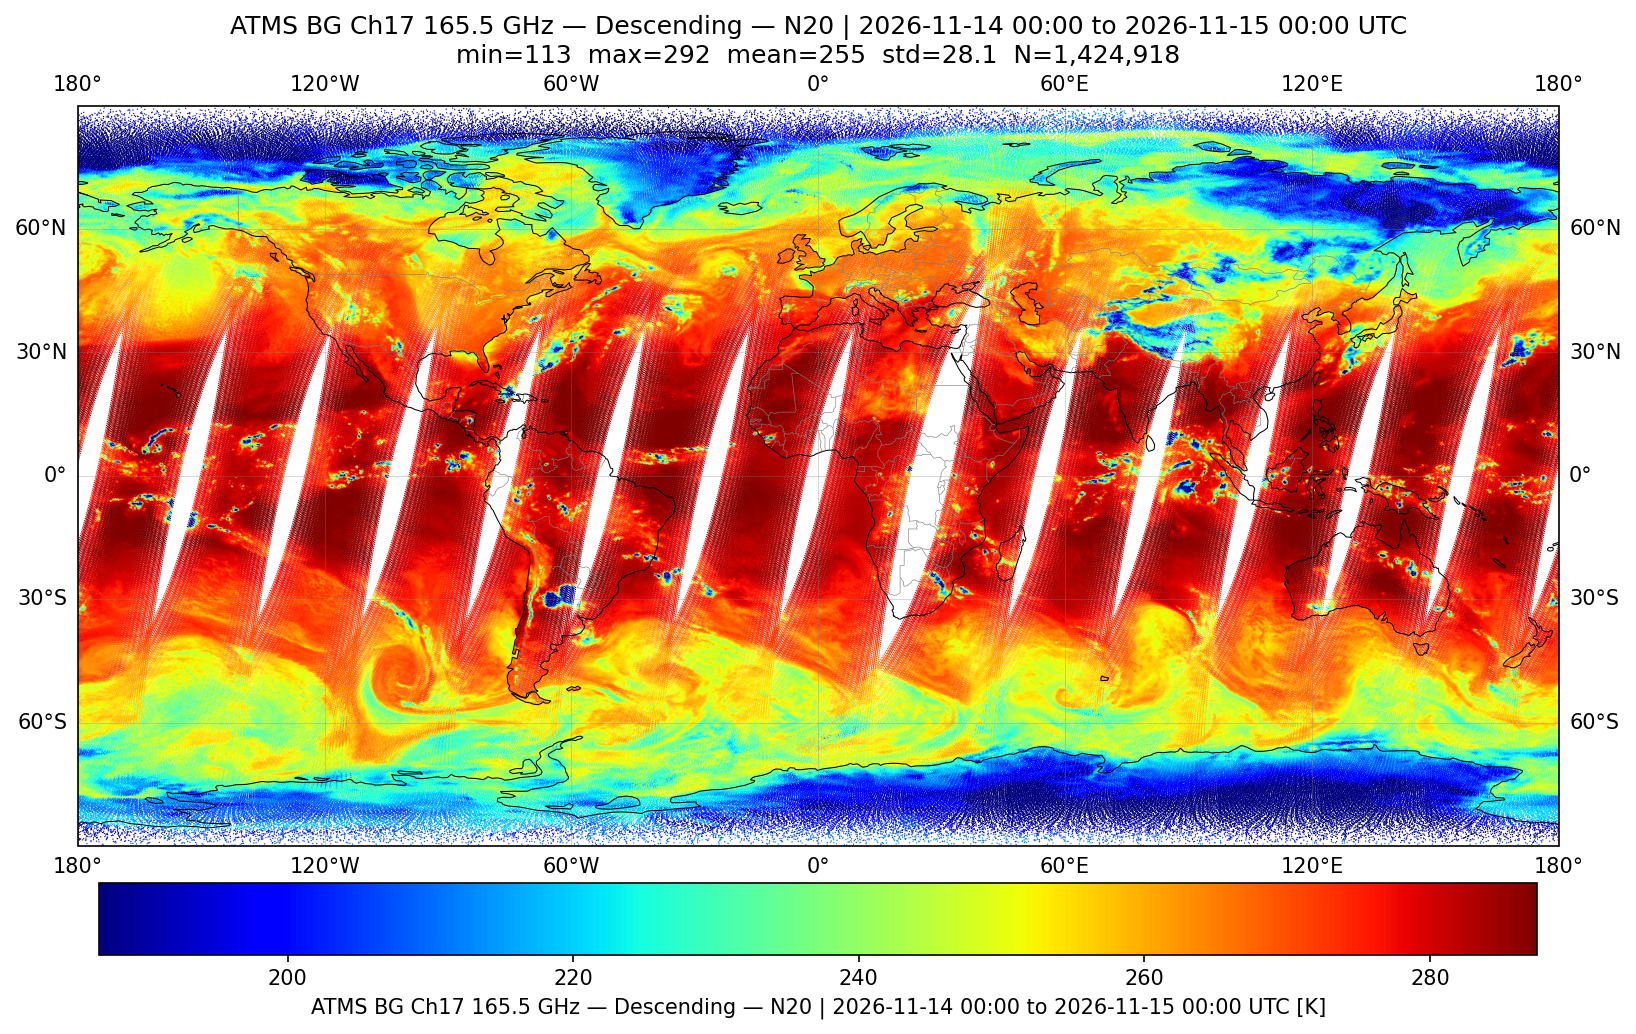 ATMS BG Ch17 165.5 GHz — Descending — N20 | 2026-11-14 00:00 to 2026-11-15 00:00 UTC
min=113 max=292 mean=255 std=28.1 N=1,424,918
180° 120°W 60°W 0° 60°E 120°E 180°
60°N 60°N
30°N 30°N
0° 0°
30°S 30°S
60°S 60°S
180° 120°W 60°W 0° 60°E 120°E 180°
200 220 240 260 280
ATMS BG Ch17 165.5 GHz — Descending — N20 | 2026-11-14 00:00 to 2026-11-15 00:00 UTC [K]